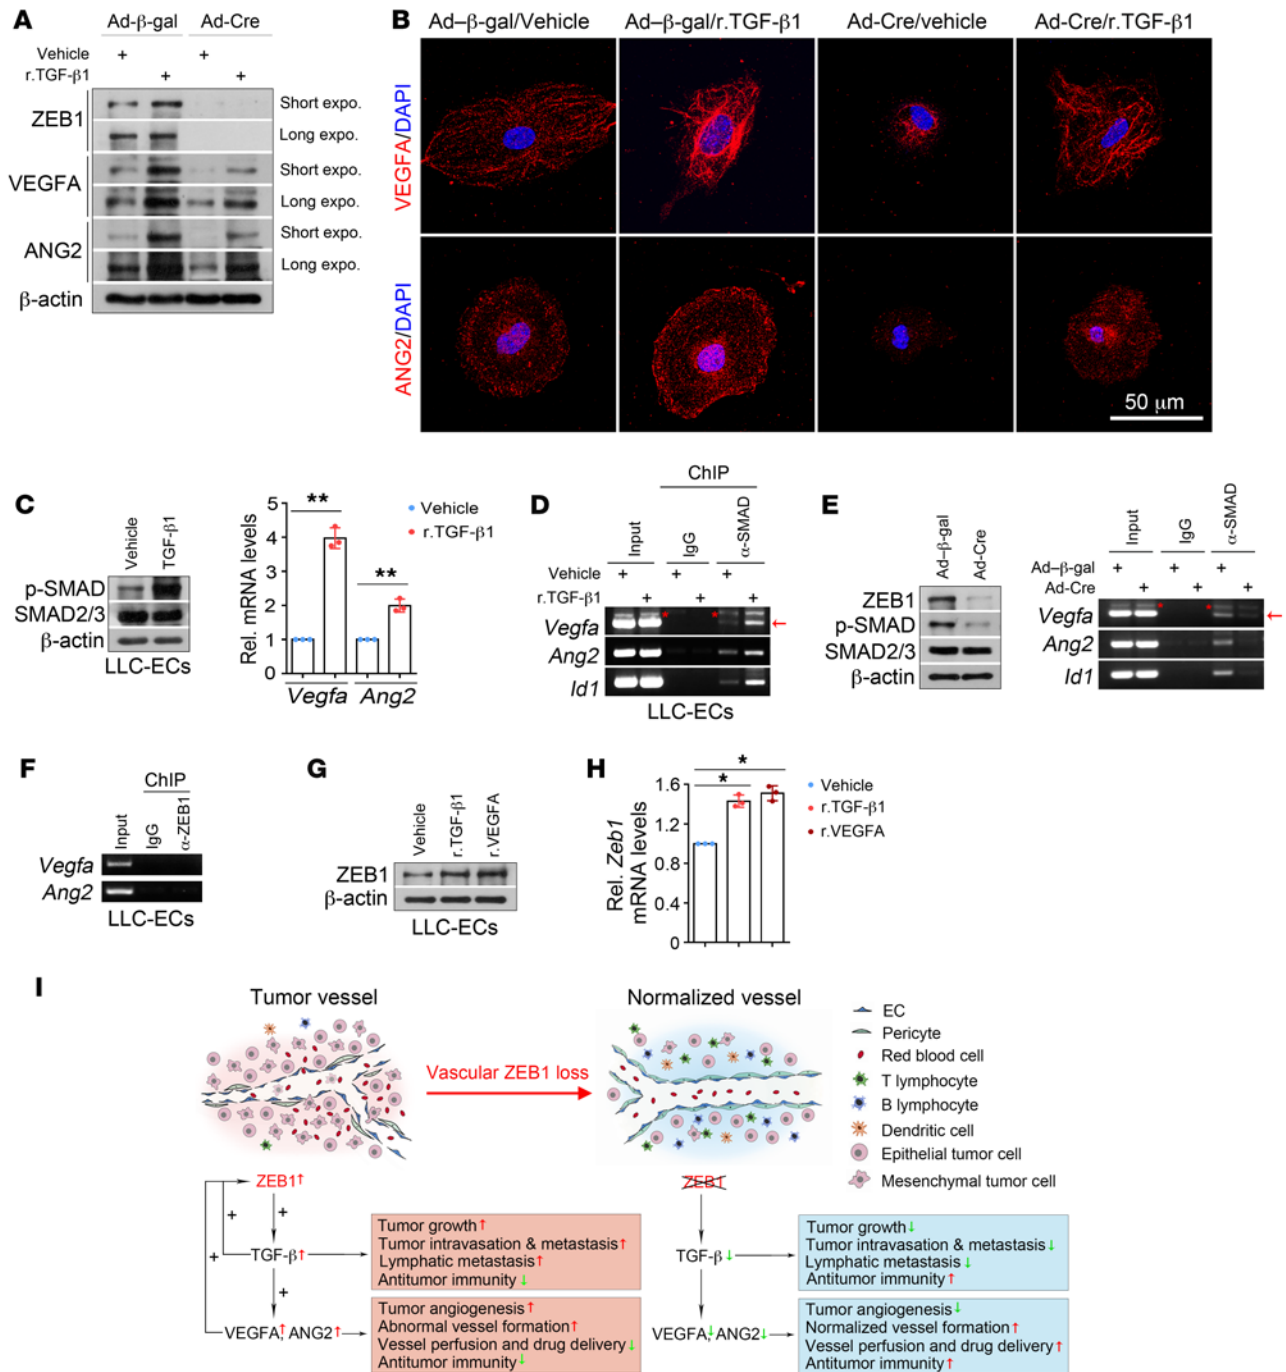 A
Ad-β-gal Ad-Cre
Vehicle + +
r.TGF-β1 + +
ZEB1
Short expo.
Long expo.
VEGFA
Short expo.
Long expo.
ANG2
Short expo.
Long expo.
β-actin
B
Ad–β-gal/Vehicle Ad–β-gal/r.TGF-β1 Ad-Cre/vehicle Ad-Cre/r.TGF-β1
VEGFA/DAPI
ANG2/DAPI
50 μm
C
Vehicle
TGF-β1
p-SMAD
SMAD2/3
β-actin
LLC-ECs
Rel. mRNA levels
5
4
3
2
1
0
**
**
Vegfa Ang2
Vehicle
r.TGF-β1
D
ChIP
Input
IgG
α-SMAD
Vehicle + + +
r.TGF-β1 + + +
Vegfa
Ang2
Id1
LLC-ECs
E
Ad–β-gal
Ad-Cre
ZEB1
p-SMAD
SMAD2/3
β-actin
Input
IgG
α-SMAD
Ad–β-gal + + +
Ad-Cre + + +
Vegfa
Ang2
Id1
F
ChIP
Input
IgG
α-ZEB1
Vegfa
Ang2
LLC-ECs
G
Vehicle
r.TGF-β1
r.VEGFA
ZEB1
β-actin
LLC-ECs
H
Rel. Zeb1
mRNA levels
1.6
1.2
0.8
0.4
0
*
*
Vehicle
r.TGF-β1
r.VEGFA
I
Tumor vessel
Vascular ZEB1 loss
Normalized vessel
EC
Pericyte
Red blood cell
T lymphocyte
B lymphocyte
Dendritic cell
Epithelial tumor cell
Mesenchymal tumor cell
ZEB1↑
+
+
+
TGF-β↑
+
VEGFA↑, ANG2↑
Tumor growth↑
Tumor intravasation & metastasis↑
Lymphatic metastasis↑
Antitumor immunity↓
Tumor angiogenesis↑
Abnormal vessel formation↑
Vessel perfusion and drug delivery↓
Antitumor immunity↓
ZEB1
TGF-β↓
VEGFA↓, ANG2↓
Tumor growth↓
Tumor intravasation & metastasis↓
Lymphatic metastasis↓
Antitumor immunity↑
Tumor angiogenesis↓
Normalized vessel formation↑
Vessel perfusion and drug delivery↑
Antitumor immunity↑